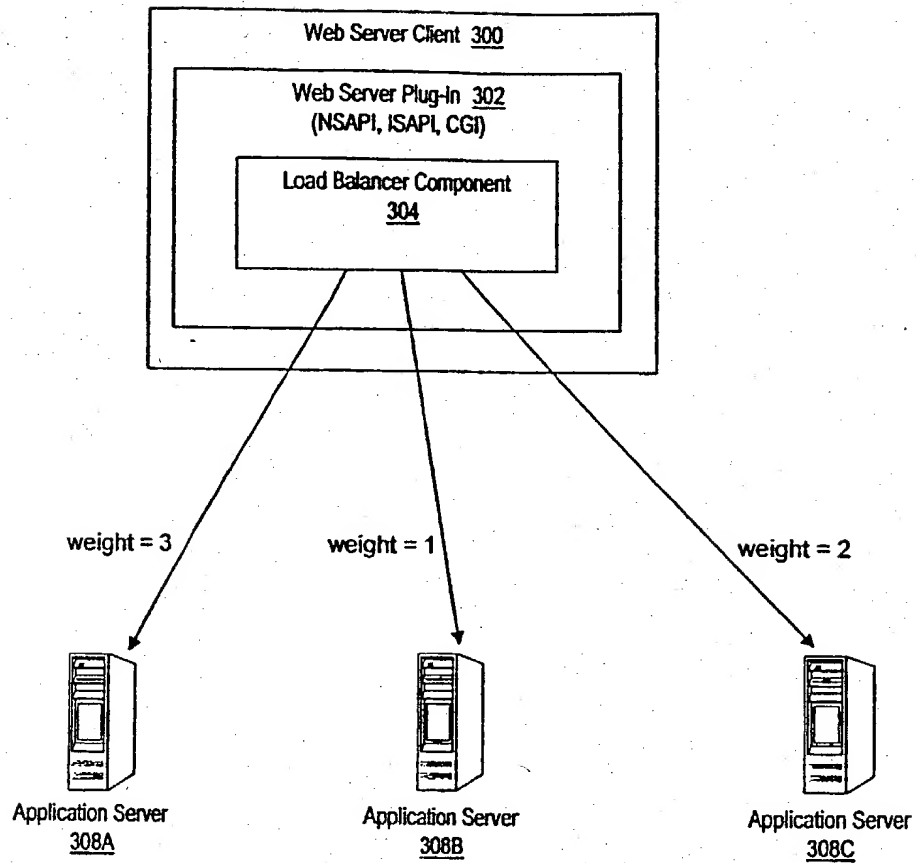 Web Server Client 300
Web Server Plug-In 302
(NSAPI, ISAPI, CGI)
Load Balancer Component
304
weight = 3
weight = 1
weight = 2
Application Server
308A
Application Server
308B
Application Server
308C